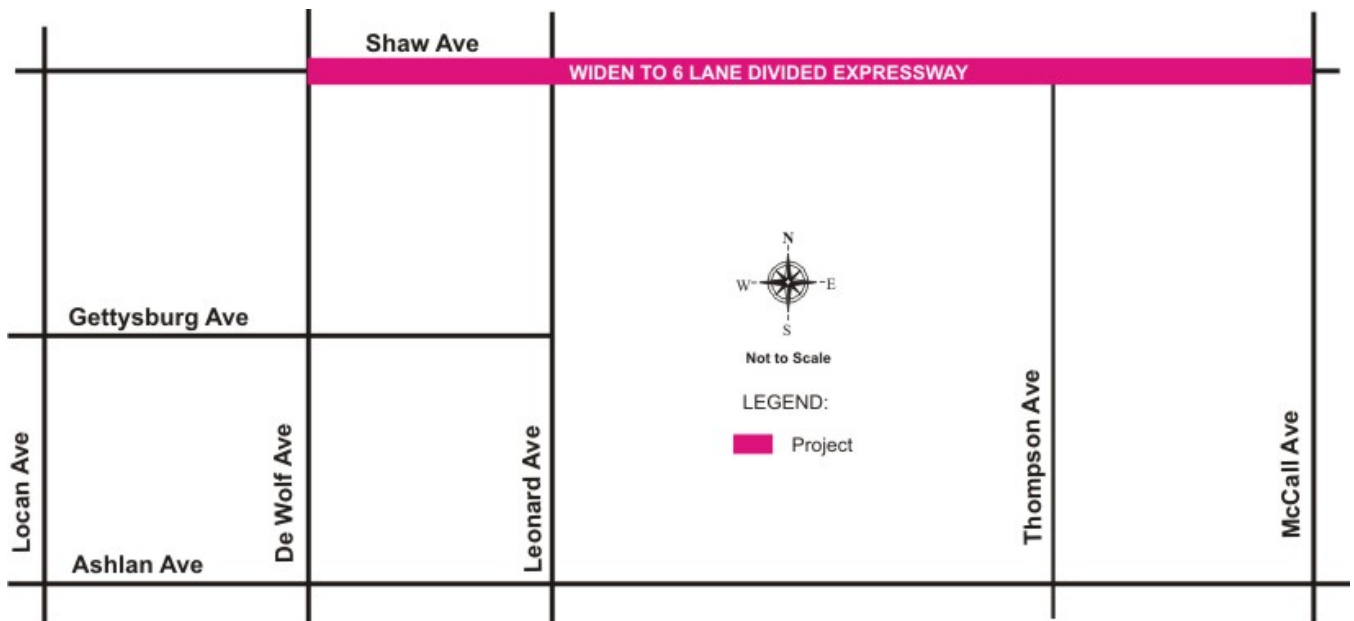 Shaw Ave
WIDEN TO 6 LANE DIVIDED EXPRESSWAY
N
W
E
S
Gettysburg Ave
Not to Scale
LEGEND:
Project
Locan Ave
De Wolf Ave
Leonard Ave
Thompson Ave
McCall Ave
Ashlan Ave